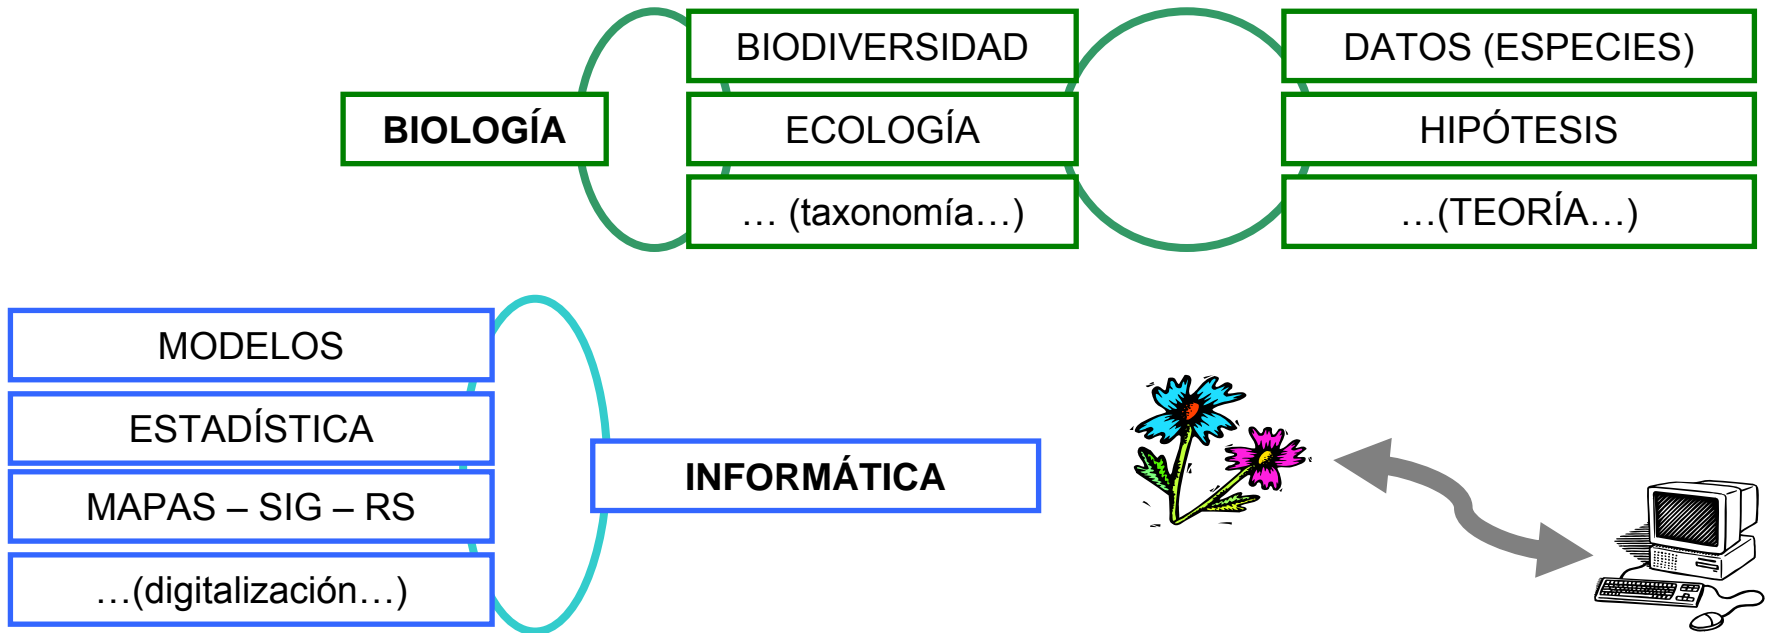 BIODIVERSIDAD
DATOS (ESPECIES)
BIOLOGÍA
ECOLOGÍA
HIPÓTESIS
… (taxonomía…)
…(TEORÍA…)
MODELOS
ESTADÍSTICA
INFORMÁTICA
MAPAS – SIG – RS
…(digitalización…)